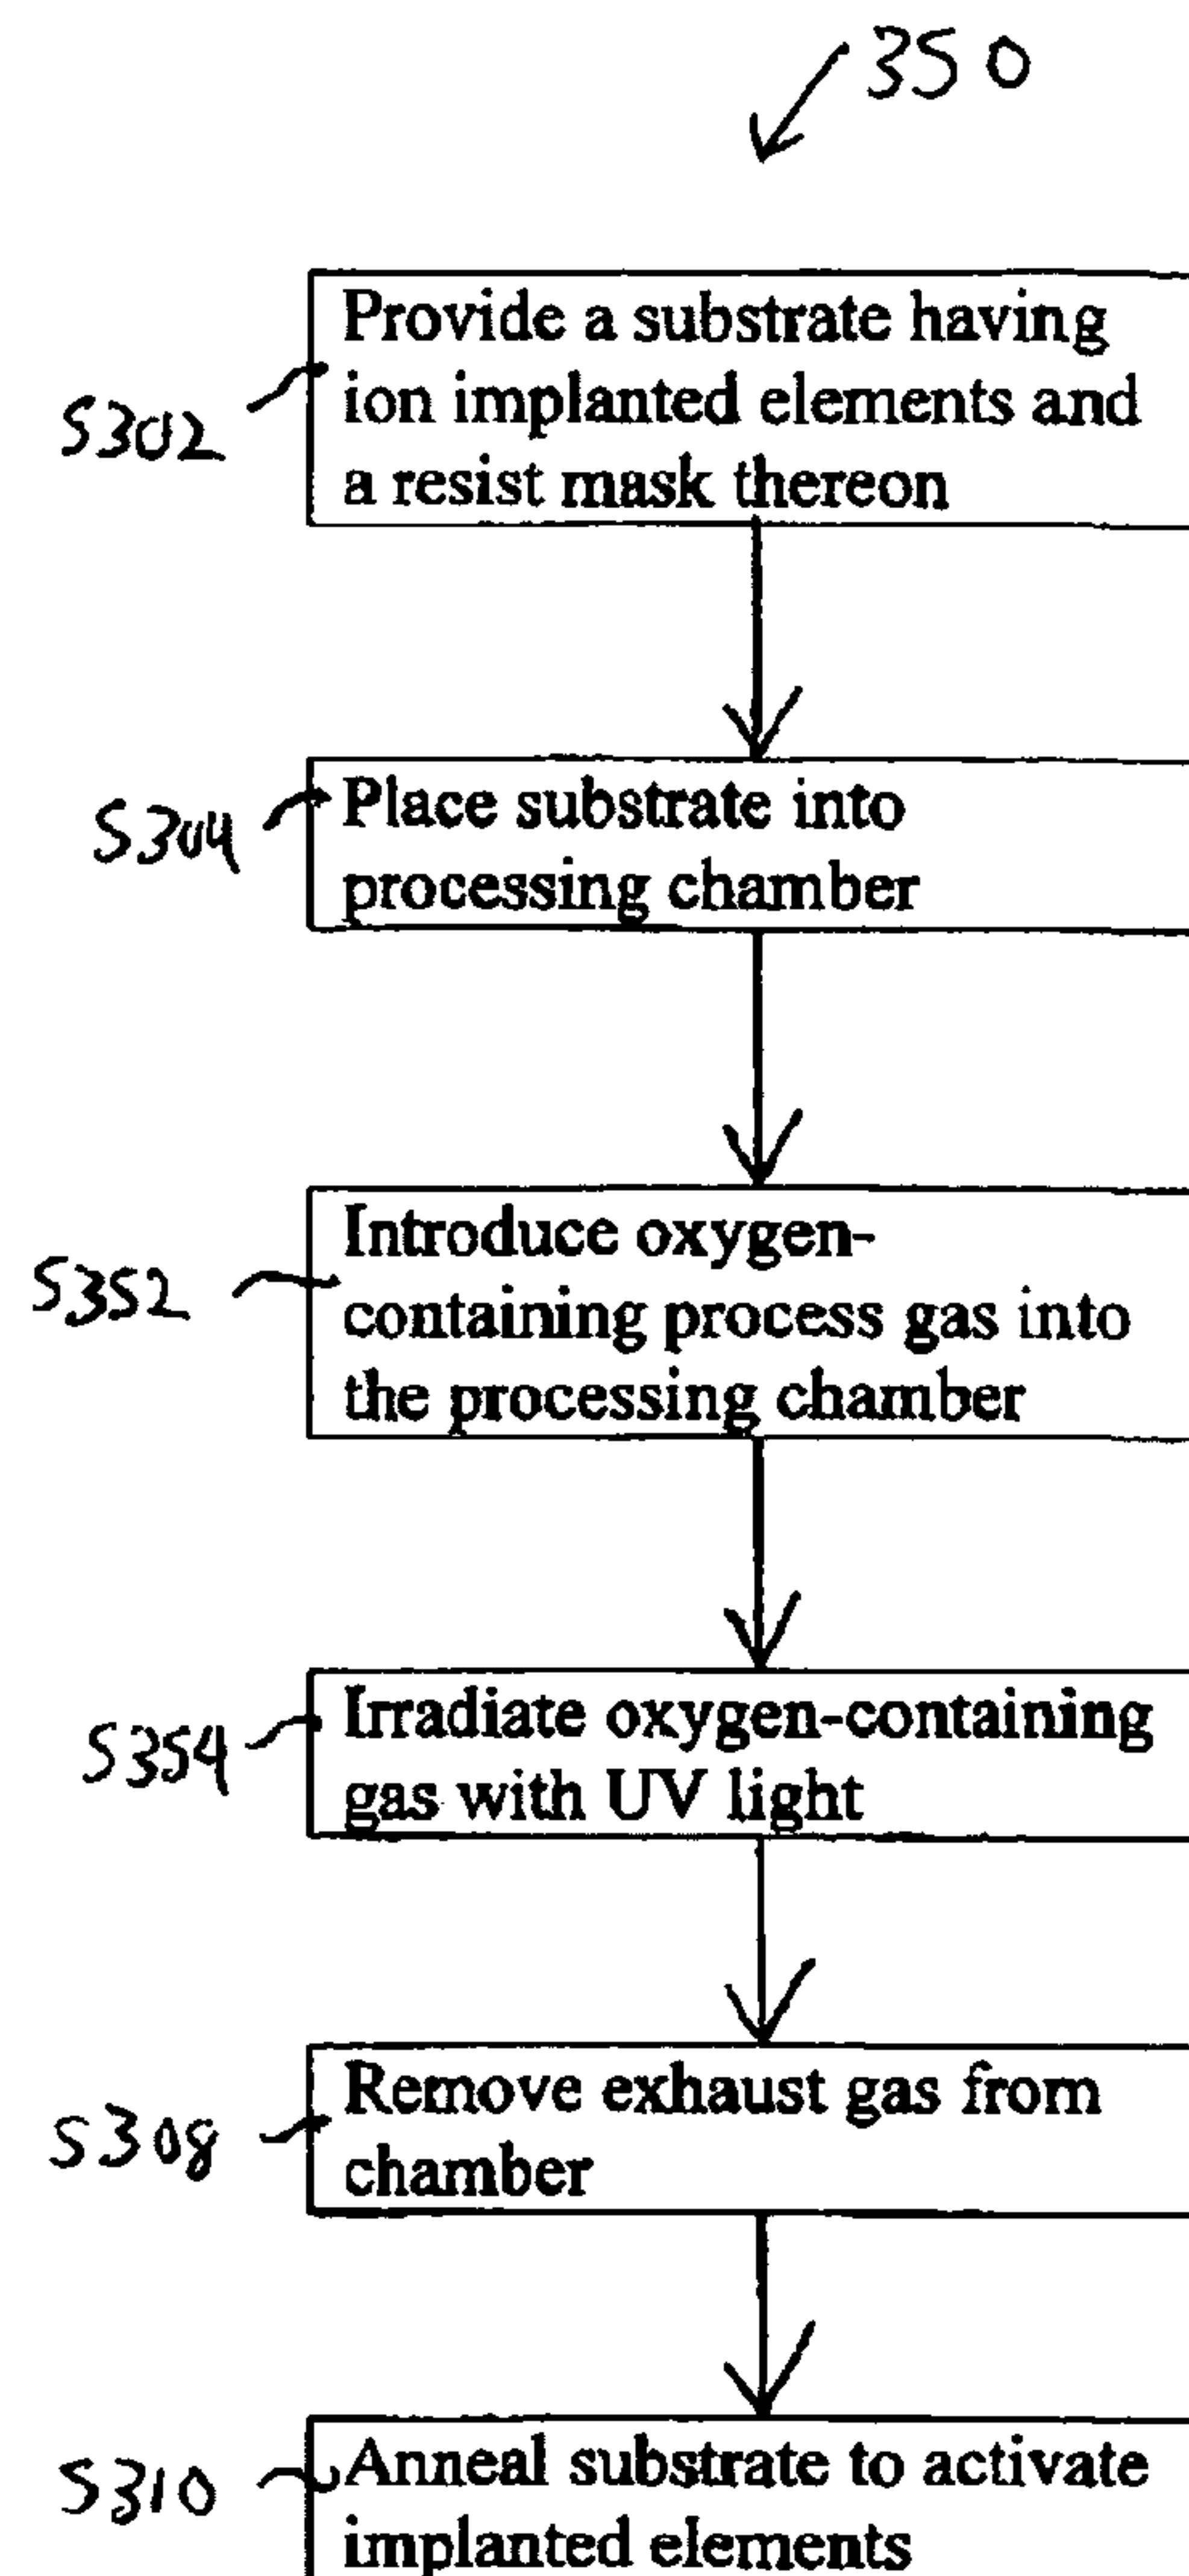 350
S302
Provide a substrate having
ion implanted elements and
a resist mask thereon
S304
Place substrate into
processing chamber
S352
Introduce oxygen-
containing process gas into
the processing chamber
S354
Irradiate oxygen-containing
gas with UV light
S308
Remove exhaust gas from
chamber
S310
Anneal substrate to activate
implanted elements